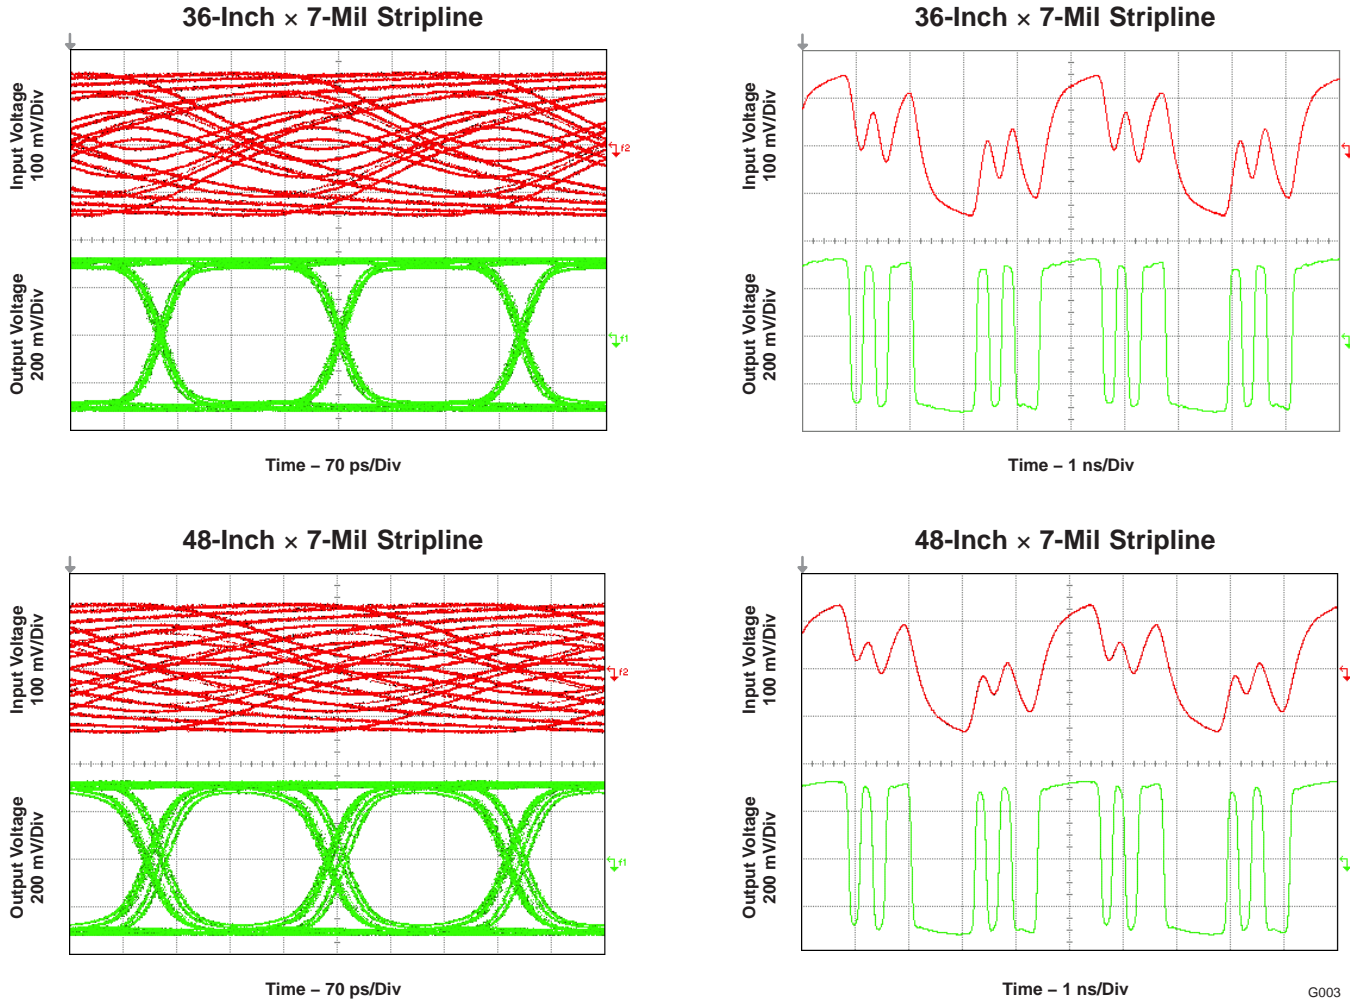 36-Inch × 7-Mil Stripline
36-Inch × 7-Mil Stripline
Input Voltage
100 mV/Div
f2
Output Voltage
200 mV/Div
f1
Time – 70 ps/Div
Input Voltage
100 mV/Div
Output Voltage
200 mV/Div
Time – 1 ns/Div
48-Inch × 7-Mil Stripline
48-Inch × 7-Mil Stripline
Input Voltage
100 mV/Div
f2
Output Voltage
200 mV/Div
f1
Time – 70 ps/Div
Input Voltage
100 mV/Div
Output Voltage
200 mV/Div
Time – 1 ns/Div
G003